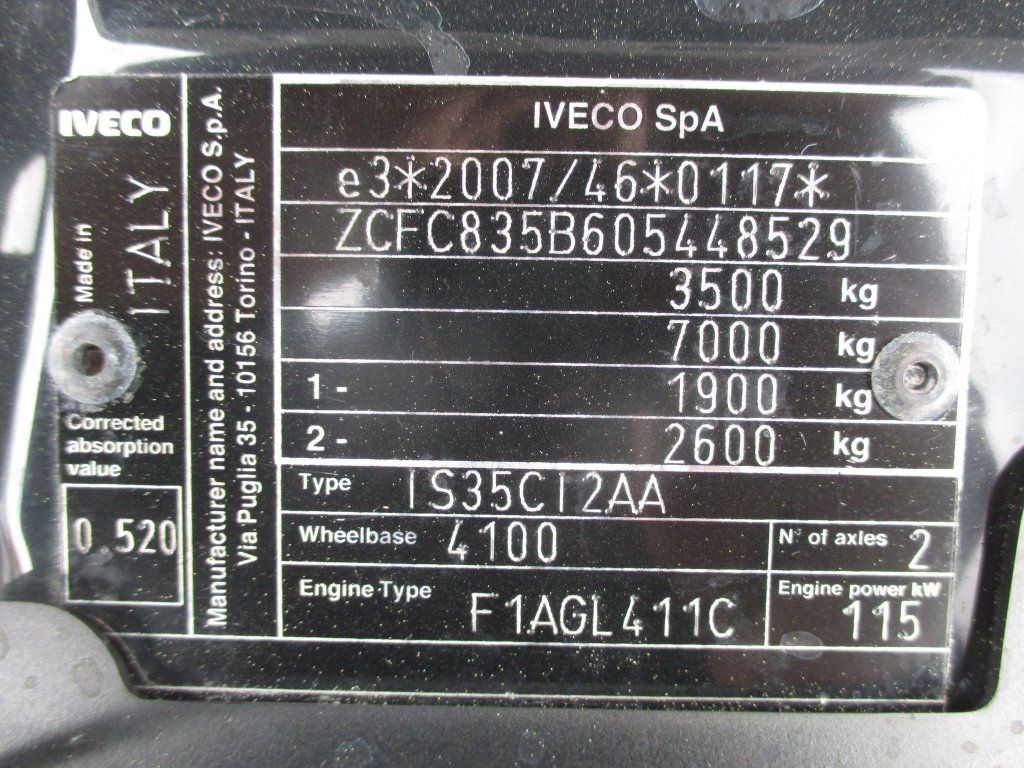 IVECO
Made in
ITALY
Corrected
absorption
value
0.520
Manufacturer name and address: IVECO S.p.A.
Via Puglia 35 - 10156 Torino - ITALY
IVECO SpA
e3*2007/46*0117*
ZCFC835B605448529
3500 kg
7000 kg
1 - 1900 kg
2 - 2600 kg
Type IS35CI2AA
Wheelbase 4100
N° of axles 2
Engine Type F1AGL411C
Engine power kW 115